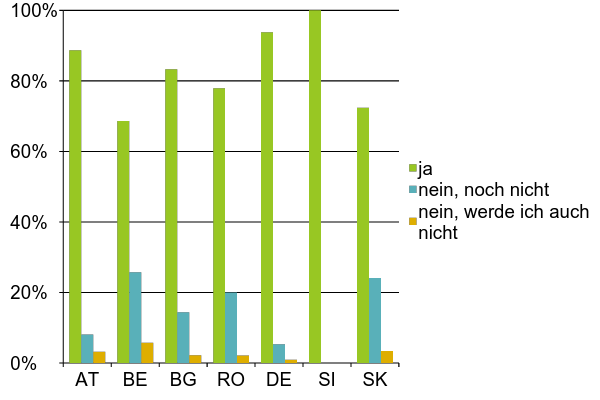 100%
80%
60%
40%
20%
0%
AT BE BG RO DE SI SK
ja
nein, noch nicht
nein, werde ich auch
nicht